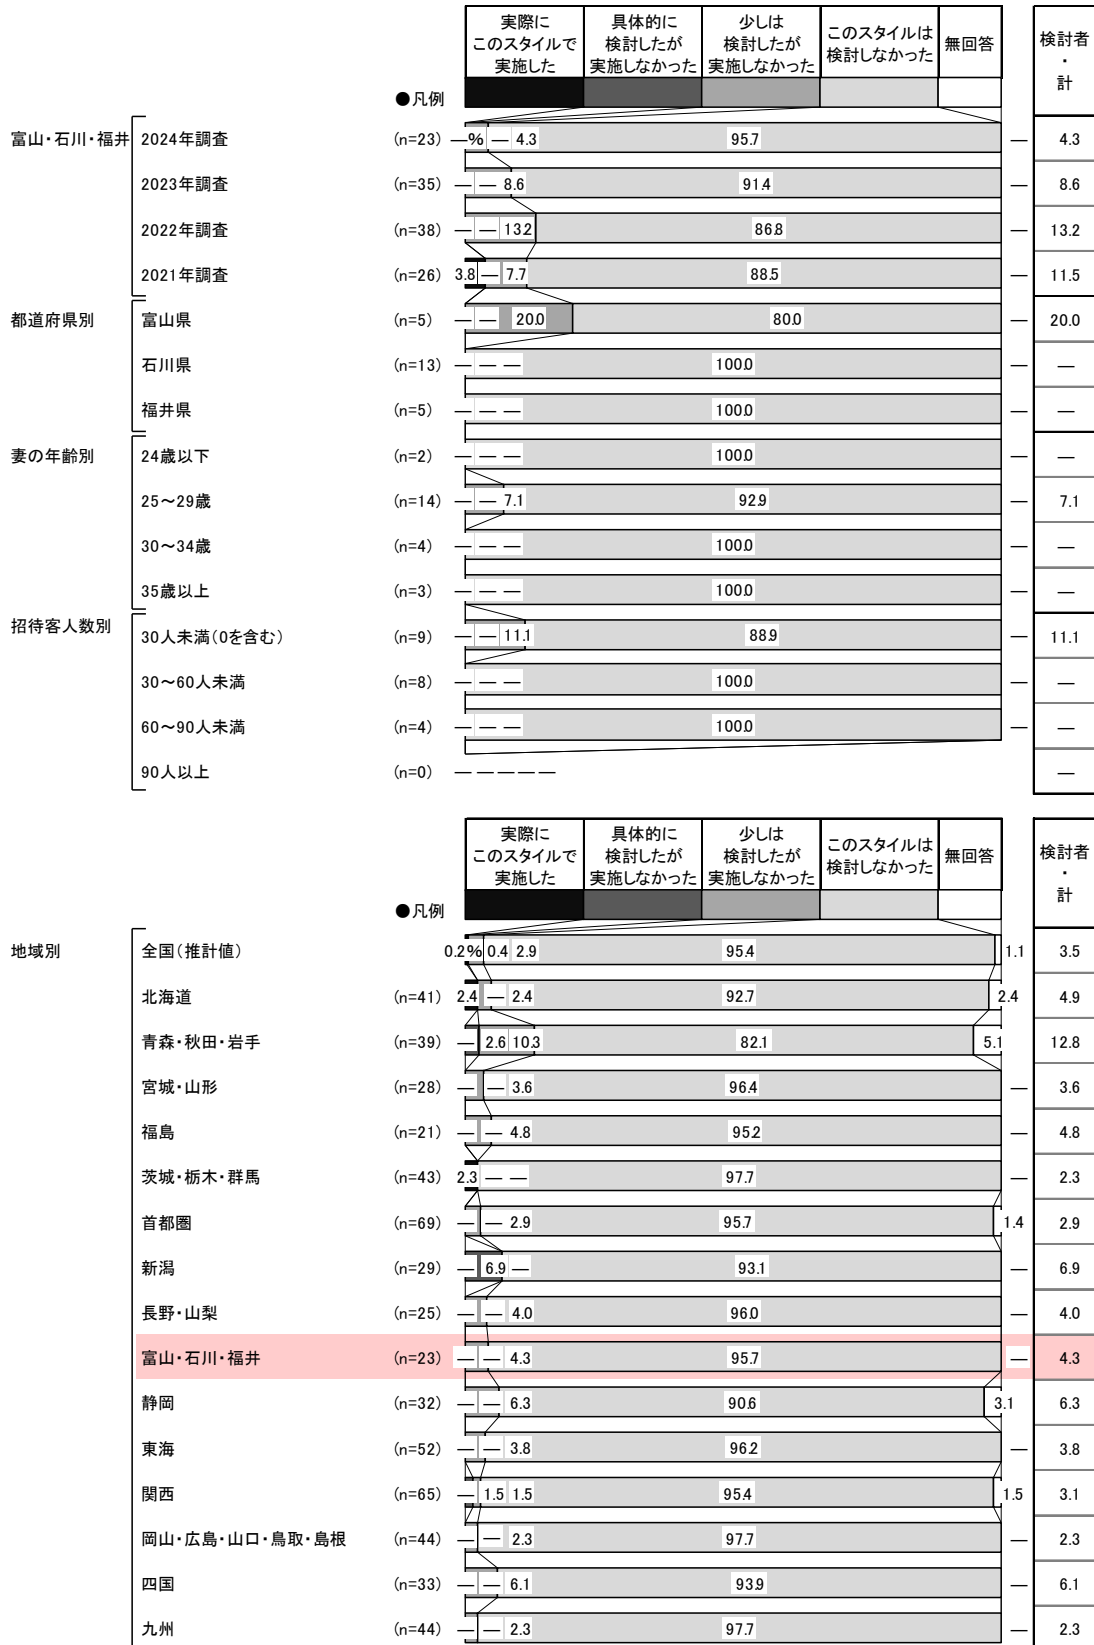 実際に
このスタイルで
実施した
具体的に
検討したが
実施しなかった
少しは
検討したが
実施しなかった
このスタイルは
検討しなかった
無回答
検討者
・
計
●凡例
富山・石川・福井 2024年調査 (n=23) ―% ― 4.3 95.7 ― 4.3
2023年調査 (n=35) ― ― 8.6 91.4 ― 8.6
2022年調査 (n=38) ― ― 13.2 86.8 ― 13.2
2021年調査 (n=26) 3.8 ― 7.7 88.5 ― 11.5
都道府県別 富山県 (n=5) ― ― 20.0 80.0 ― 20.0
石川県 (n=13) ― ― ― 100.0 ― ―
福井県 (n=5) ― ― ― 100.0 ― ―
妻の年齢別 24歳以下 (n=2) ― ― ― 100.0 ― ―
25～29歳 (n=14) ― ― 7.1 92.9 ― 7.1
30～34歳 (n=4) ― ― ― 100.0 ― ―
35歳以上 (n=3) ― ― ― 100.0 ― ―
招待客人数別 30人未満(0を含む) (n=9) ― ― 11.1 88.9 ― 11.1
30～60人未満 (n=8) ― ― ― 100.0 ― ―
60～90人未満 (n=4) ― ― ― 100.0 ― ―
90人以上 (n=0) ― ― ― ― ― ―
実際に
このスタイルで
実施した
具体的に
検討したが
実施しなかった
少しは
検討したが
実施しなかった
このスタイルは
検討しなかった
無回答
検討者
・
計
●凡例
地域別 全国(推計値) 0.2% 0.4 2.9 95.4 1.1 3.5
北海道 (n=41) 2.4 ― 2.4 92.7 2.4 4.9
青森・秋田・岩手 (n=39) ― 2.6 10.3 82.1 5.1 12.8
宮城・山形 (n=28) ― ― 3.6 96.4 ― 3.6
福島 (n=21) ― ― 4.8 95.2 ― 4.8
茨城・栃木・群馬 (n=43) 2.3 ― ― 97.7 ― 2.3
首都圏 (n=69) ― ― 2.9 95.7 1.4 2.9
新潟 (n=29) ― 6.9 ― 93.1 ― 6.9
長野・山梨 (n=25) ― ― 4.0 96.0 ― 4.0
富山・石川・福井 (n=23) ― ― 4.3 95.7 ― 4.3
静岡 (n=32) ― ― 6.3 90.6 3.1 6.3
東海 (n=52) ― ― 3.8 96.2 ― 3.8
関西 (n=65) ― 1.5 1.5 95.4 1.5 3.1
岡山・広島・山口・鳥取・島根 (n=44) ― ― 2.3 97.7 ― 2.3
四国 (n=33) ― ― 6.1 93.9 ― 6.1
九州 (n=44) ― ― 2.3 97.7 ― 2.3